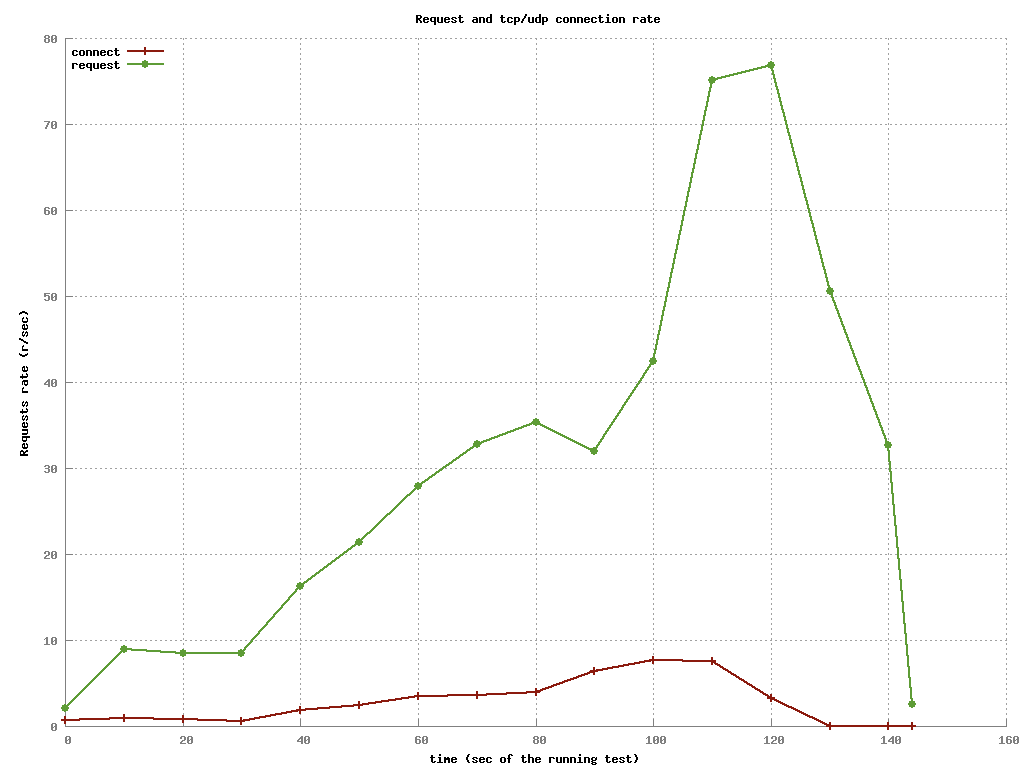 Request and tcp/udp connection rate
connect
request
80
70
60
50
40
30
20
10
0
Requests rate (r/sec)
0 20 40 60 80 100 120 140 160
time (sec of the running test)